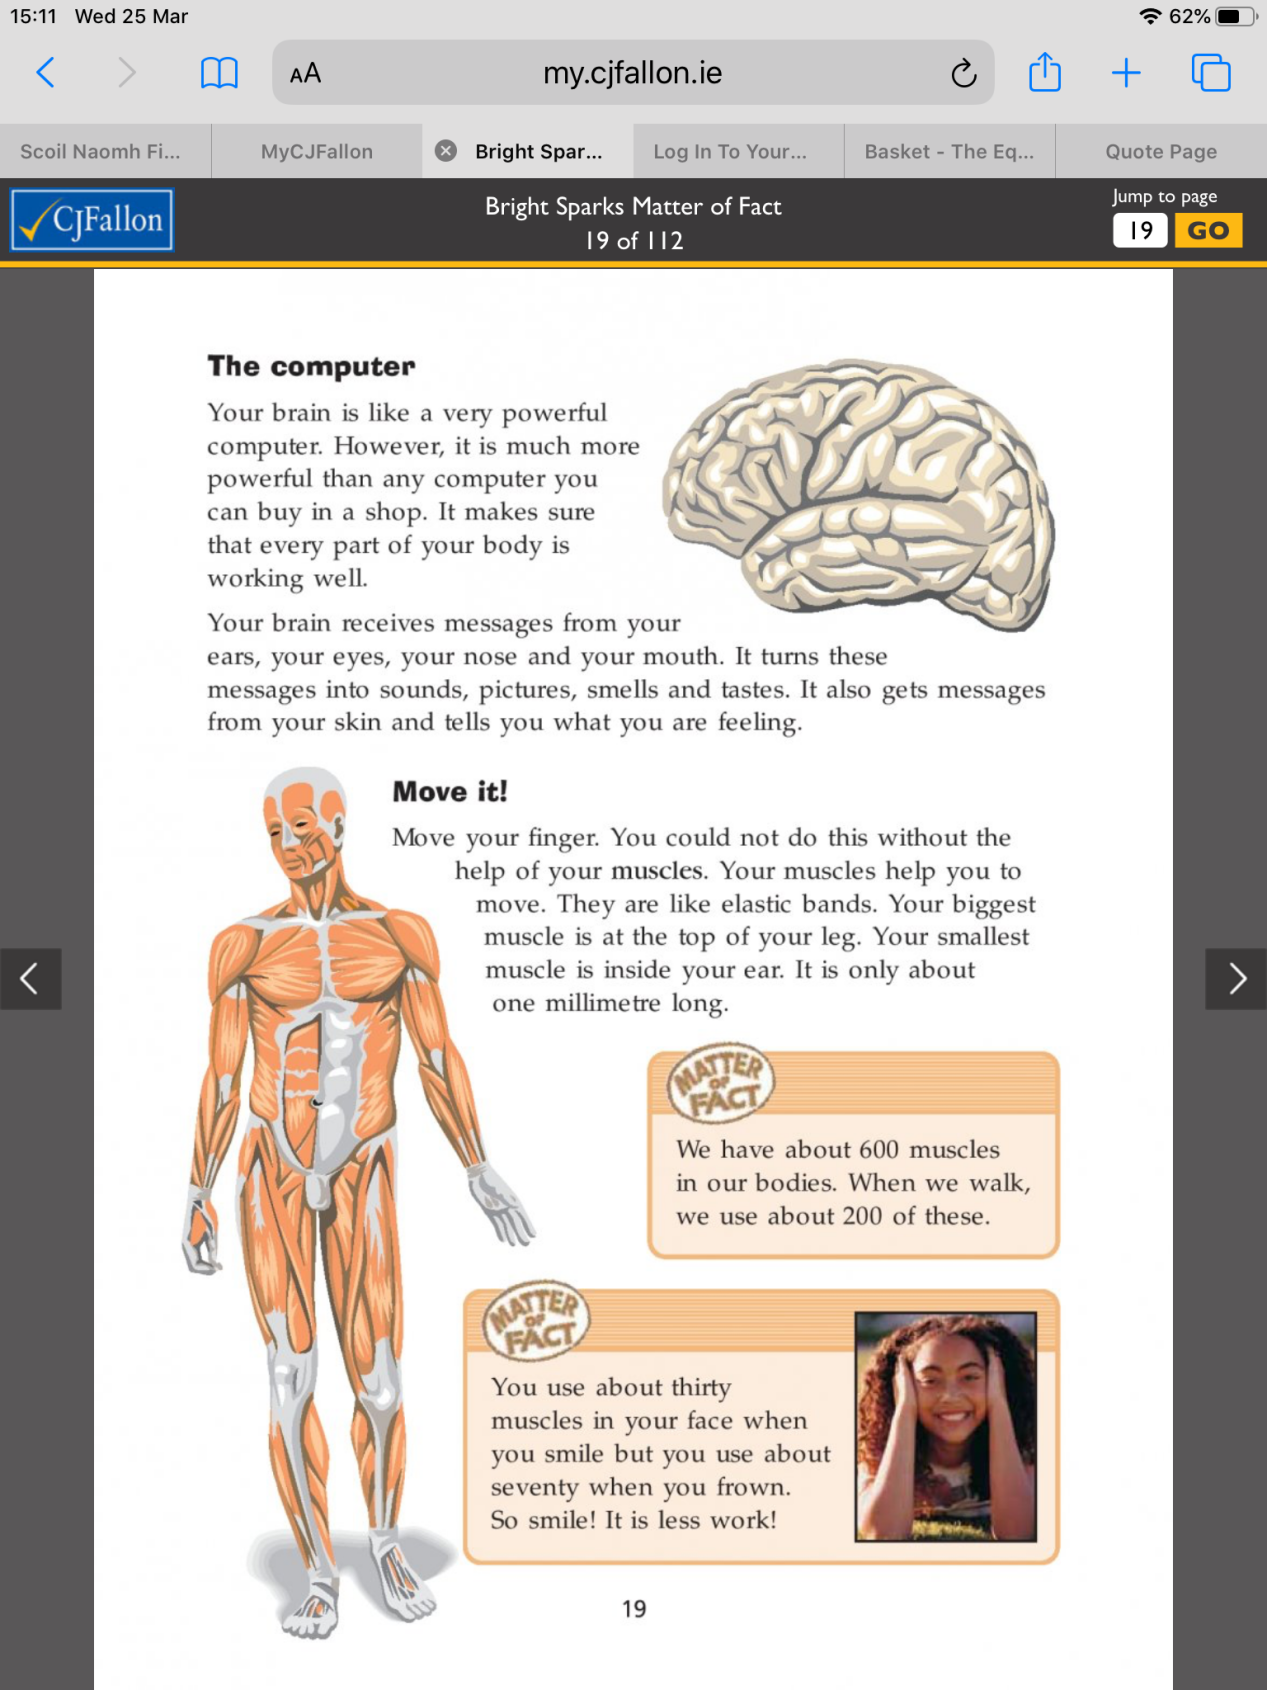 15:11 Wed 25 Mar
62%
AA
my.cjfallon.ie
Scoil Naomh Fi...
MyCJFallon
Bright Spar...
Log In To Your...
Basket - The Eq...
Quote Page
CJFallon
Bright Sparks Matter of Fact
19 of 112
Jump to page
19 GO
The computer
Your brain is like a very powerful
computer. However, it is much more
powerful than any computer you
can buy in a shop. It makes sure
that every part of your body is
working well.
Your brain receives messages from your
ears, your eyes, your nose and your mouth. It turns these
messages into sounds, pictures, smells and tastes. It also gets messages
from your skin and tells you what you are feeling.
Move it!
Move your finger. You could not do this without the
help of your muscles. Your muscles help you to
move. They are like elastic bands. Your biggest
muscle is at the top of your leg. Your smallest
muscle is inside your ear. It is only about
one millimetre long.
MATTER
OF
FACT
We have about 600 muscles
in our bodies. When we walk,
we use about 200 of these.
MATTER
OF
FACT
You use about thirty
muscles in your face when
you smile but you use about
seventy when you frown.
So smile! It is less work!
19